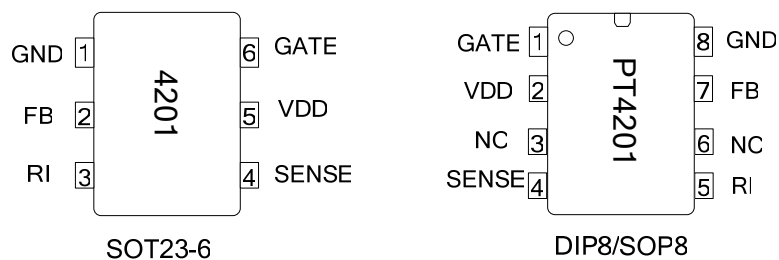 GND 1 6 GATE
FB 2 5 VDD
RI 3 4 SENSE
4201
SOT23-6
GATE 1 8 GND
VDD 2 7 FB
NC 3 6 NC
SENSE 4 5 RI
PT4201
DIP8/SOP8